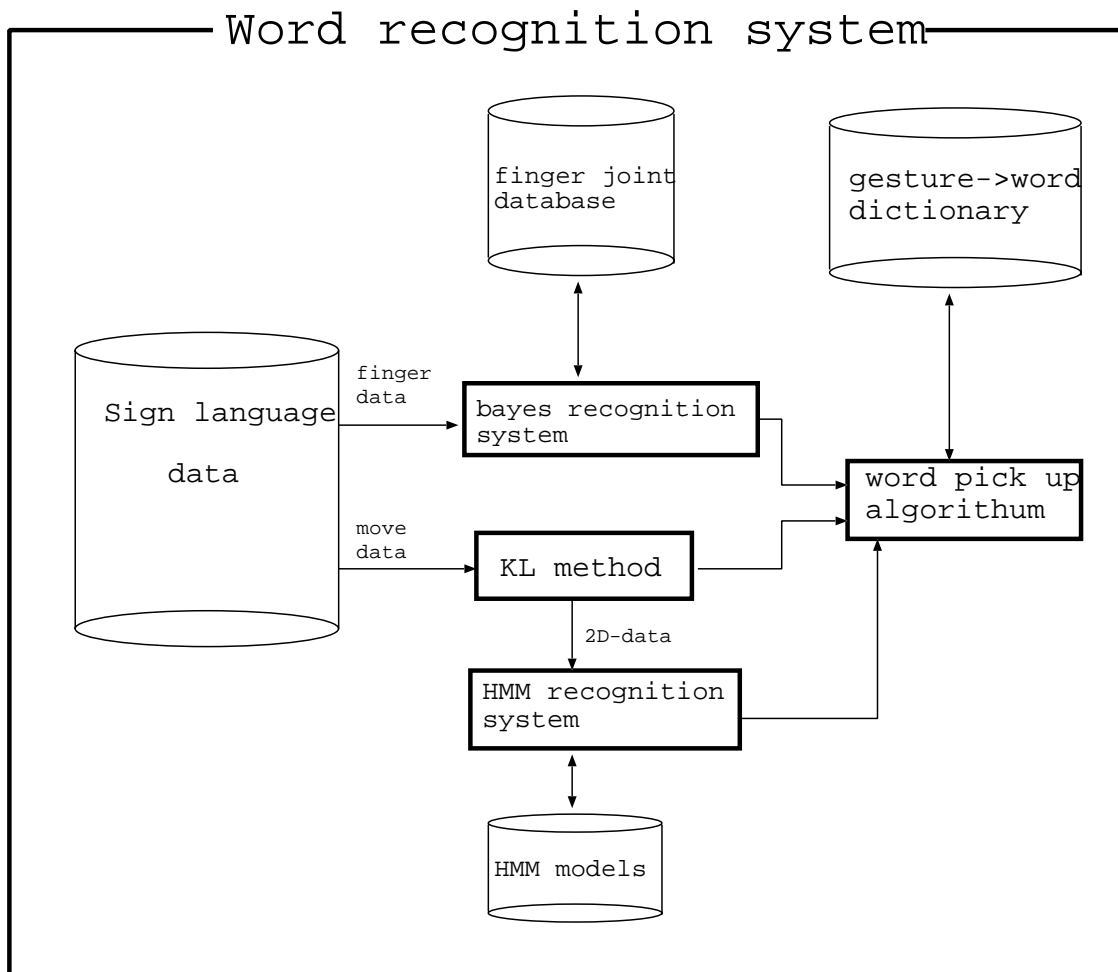 Word recognition system
finger joint
database
gesture->word
dictionary
finger
data
Sign language
data
bayes recognition
system
word pick up
algorithum
move
data
KL method
2D-data
HMM recognition
system
HMM models